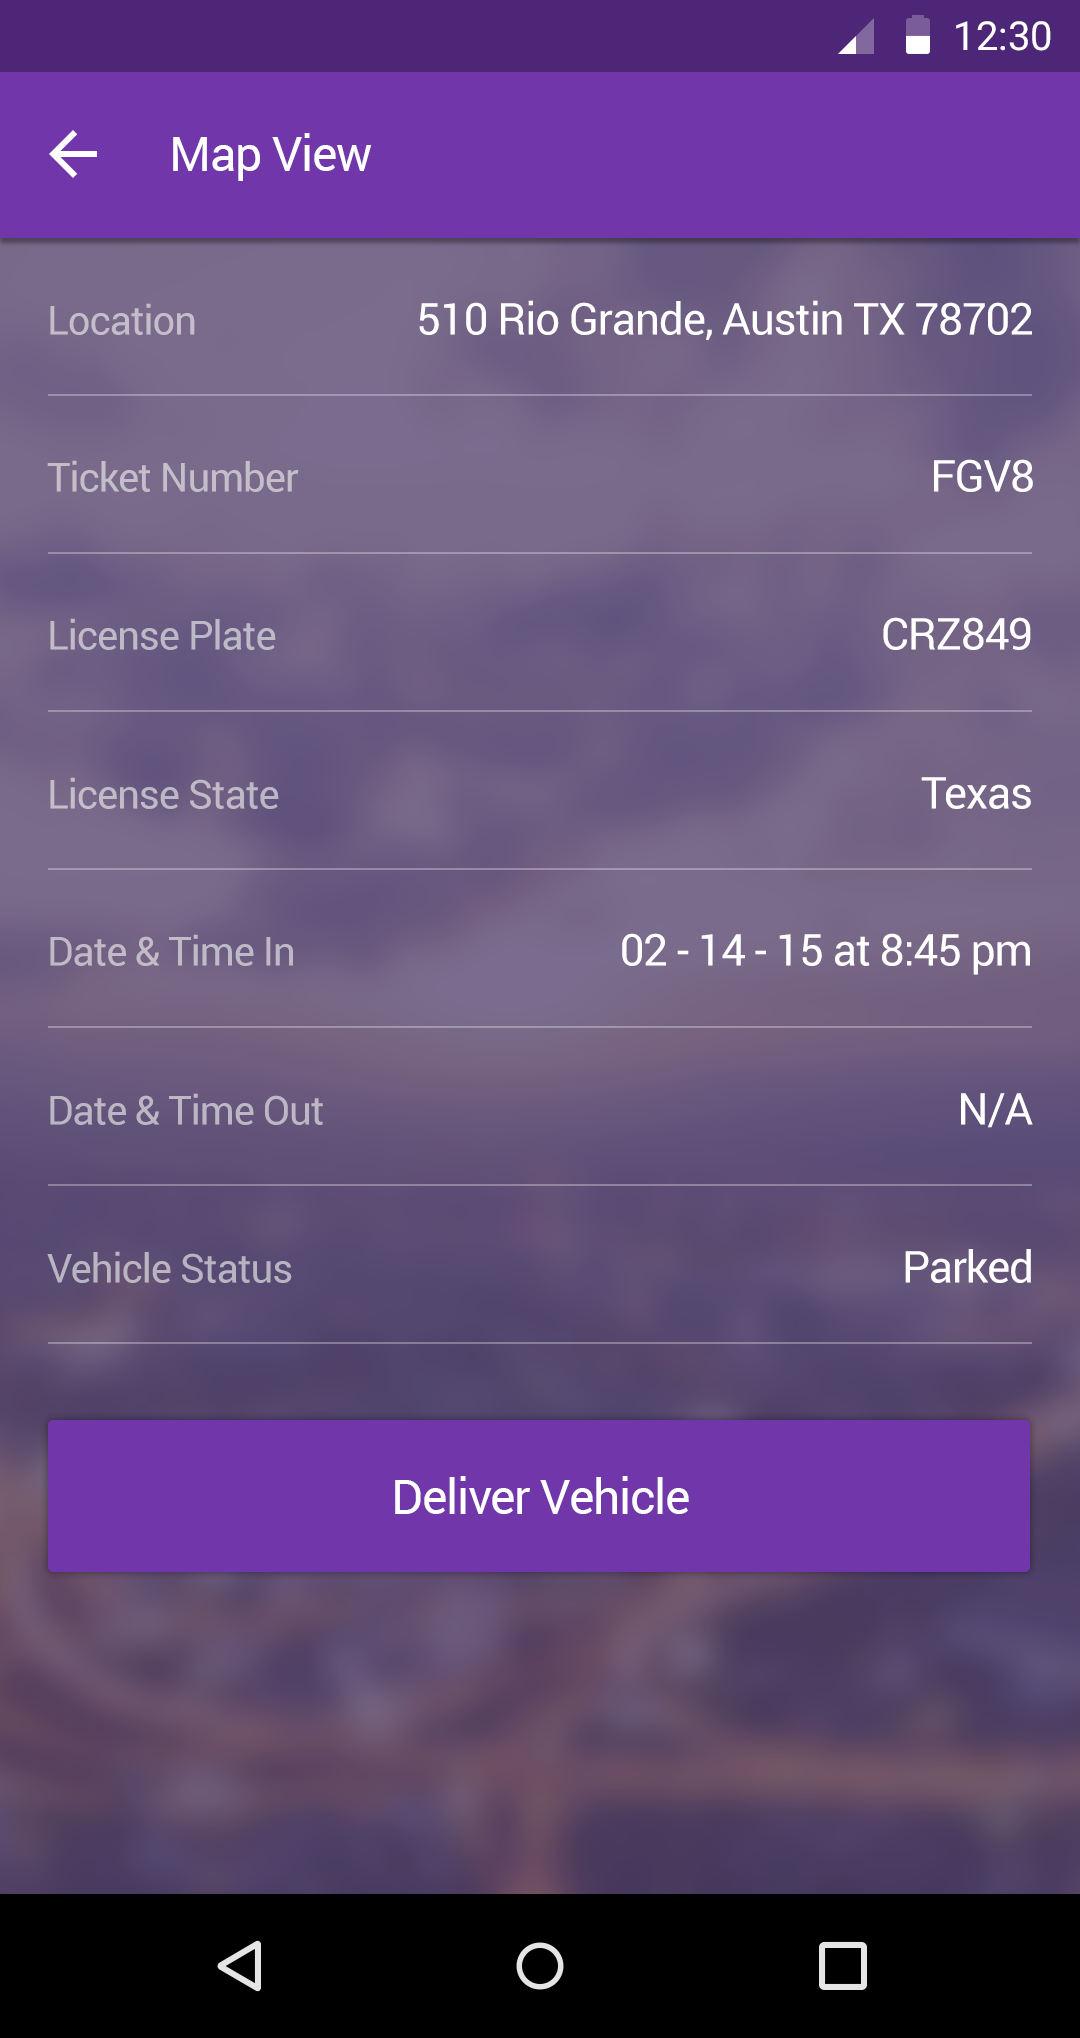 12:30
Map View
Location 510 Rio Grande, Austin TX 78702
Ticket Number FGV8
License Plate CRZ849
License State Texas
Date & Time In 02 - 14 - 15 at 8:45 pm
Date & Time Out N/A
Vehicle Status Parked
Deliver Vehicle